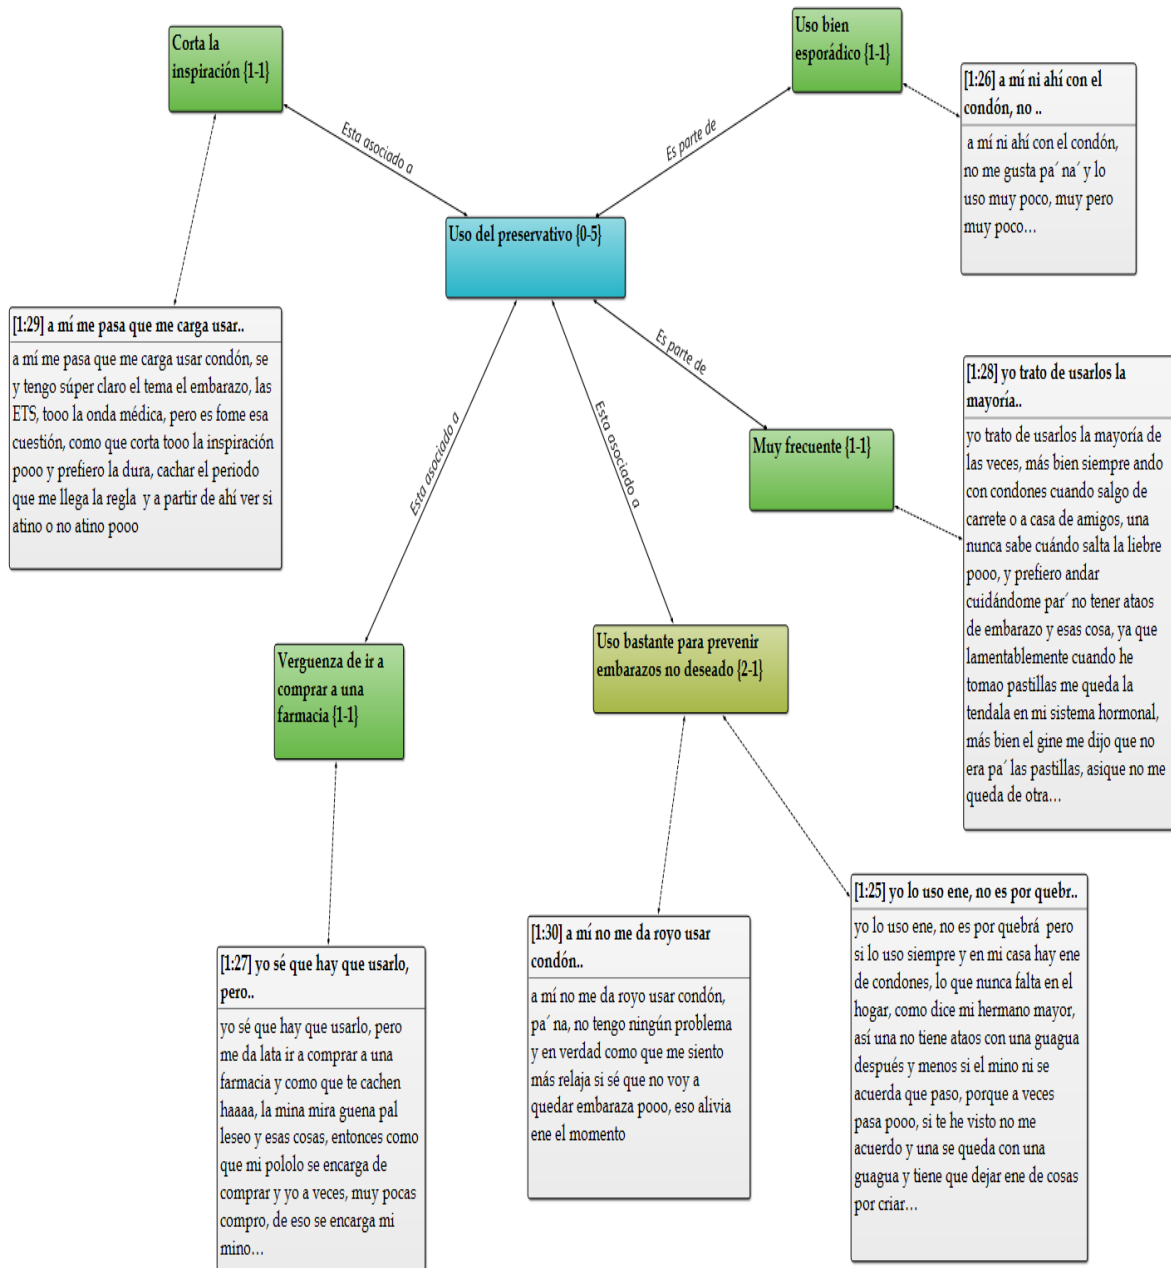 Corta la
inspiración {1-1}
Uso bien
esporádico {1-1}
[1:26] a mí ni ahí con el
condón, no ..
a mí ni ahí con el condón,
no me gusta pa´ na´ y lo
uso muy poco, muy pero
muy poco…
Esta asociado a
Es parte de
Uso del preservativo {0-5}
[1:29] a mí me pasa que me carga usar..
a mí me pasa que me carga usar condón, se
y tengo súper claro el tema el embarazo, las
ETS, tooo la onda médica, pero es fome esa
cuestión, como que corta tooo la inspiración
pooo y prefiero la dura, cachar el periodo
que me llega la regla y a partir de ahí ver si
atino o no atino pooo
Es parte de
Esta asociado a
Esta asociado a
Muy frecuente {1-1}
[1:28] yo trato de usarlos la
mayoría..
yo trato de usarlos la mayoría de
las veces, más bien siempre ando
con condones cuando salgo de
carrete o a casa de amigos, una
nunca sabe cuándo salta la liebre
pooo, y prefiero andar
cuidándome par´ no tener ataos
de embarazo y esas cosa, ya que
lamentablemente cuando he
tomao pastillas me queda la
tendala en mi sistema hormonal,
más bien el gine me dijo que no
era pa´ las pastillas, asique no me
queda de otra…
Verguenza de ir a
comprar a una
farmacia {1-1}
Uso bastante para prevenir
embarazos no deseado {2-1}
[1:27] yo sé que hay que usarlo,
pero..
yo sé que hay que usarlo, pero
me da lata ir a comprar a una
farmacia y como que te cachen
haaaa, la mina mira guena pal
leseo y esas cosas, entonces como
que mi pololo se encarga de
comprar y yo a veces, muy pocas
compro, de eso se encarga mi
mino…
[1:30] a mí no me da royo usar
condón..
a mí no me da royo usar condón,
pa´ na, no tengo ningún problema
y en verdad como que me siento
más relaja si sé que no voy a
quedar embaraza pooo, eso alivia
ene el momento
[1:25] yo lo uso ene, no es por quebr..
yo lo uso ene, no es por quebrá pero
si lo uso siempre y en mi casa hay ene
de condones, lo que nunca falta en el
hogar, como dice mi hermano mayor,
así una no tiene ataos con una guagua
después y menos si el mino ni se
acuerda que paso, porque a veces
pasa pooo, si te he visto no me
acuerdo y una se queda con una
guagua y tiene que dejar ene de cosas
por criar…